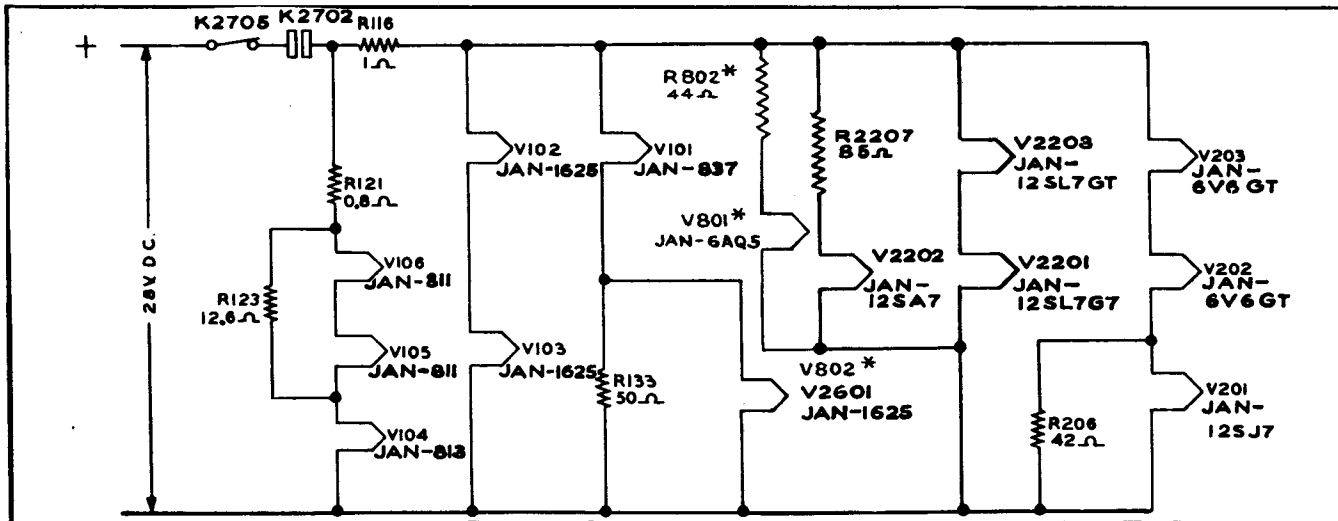 K2705
K2702
R116
1Ω
+
28V D.C.
R121
0.8Ω
R123
12.6Ω
V106
JAN-811
V105
JAN-811
V104
JAN-813
V102
JAN-1625
V103
JAN-1625
V101
JAN-837
R133
50Ω
R802*
44Ω
V801*
JAN-6AQ5
V802*
V2601
JAN-1625
R2207
85Ω
V2202
JAN-
12SA7
V2203
JAN-
12SL7GT
V2201
JAN-
12SL7G7
V203
JAN-
6V6GT
V202
JAN-
6V6GT
R206
42Ω
V201
JAN-
12SJ7